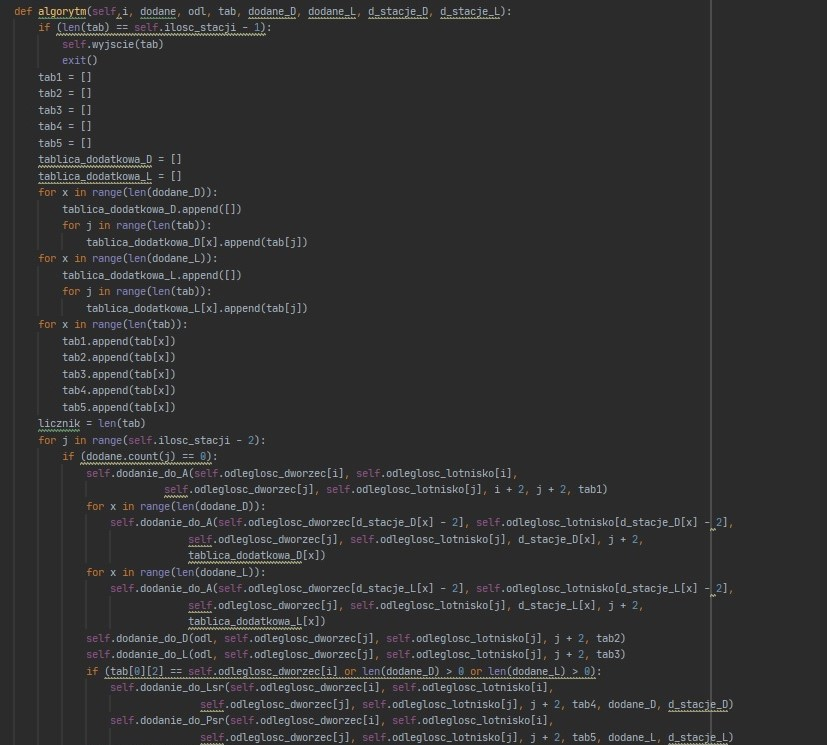 def algorytm(self,i, dodane, odl, tab, dodane_D, dodane_L, d_stacje_D, d_stacje_L):
    if (len(tab) == self.ilosc_stacji - 1):
        self.wyjscie(tab)
        exit()
    tab1 = []
    tab2 = []
    tab3 = []
    tab4 = []
    tab5 = []
    tablica_dodatkowa_D = []
    tablica_dodatkowa_L = []
    for x in range(len(dodane_D)):
        tablica_dodatkowa_D.append([])
        for j in range(len(tab)):
            tablica_dodatkowa_D[x].append(tab[j])
    for x in range(len(dodane_L)):
        tablica_dodatkowa_L.append([])
        for j in range(len(tab)):
            tablica_dodatkowa_L[x].append(tab[j])
    for x in range(len(tab)):
        tab1.append(tab[x])
        tab2.append(tab[x])
        tab3.append(tab[x])
        tab4.append(tab[x])
        tab5.append(tab[x])
    licznik = len(tab)
    for j in range(self.ilosc_stacji - 2):
        if (dodane.count(j) == 0):
            self.dodanie_do_A(self.odleglosc_dworzec[i], self.odleglosc_lotnisko[i],
                         self.odleglosc_dworzec[j], self.odleglosc_lotnisko[j], i + 2, j + 2, tab1)
            for x in range(len(dodane_D)):
                self.dodanie_do_A(self.odleglosc_dworzec[d_stacje_D[x] - 2], self.odleglosc_lotnisko[d_stacje_D[x] - 2],
                             self.odleglosc_dworzec[j], self.odleglosc_lotnisko[j], d_stacje_D[x], j + 2,
                             tablica_dodatkowa_D[x])
            for x in range(len(dodane_L)):
                self.dodanie_do_A(self.odleglosc_dworzec[d_stacje_L[x] - 2], self.odleglosc_lotnisko[d_stacje_L[x] - 2],
                             self.odleglosc_dworzec[j], self.odleglosc_lotnisko[j], d_stacje_L[x], j + 2,
                             tablica_dodatkowa_L[x])
            self.dodanie_do_D(odl, self.odleglosc_dworzec[j], self.odleglosc_lotnisko[j], j + 2, tab2)
            self.dodanie_do_L(odl, self.odleglosc_dworzec[j], self.odleglosc_lotnisko[j], j + 2, tab3)
            if (tab[0][2] == self.odleglosc_dworzec[i] or len(dodane_D) > 0 or len(dodane_L) > 0):
                self.dodanie_do_Lsr(self.odleglosc_dworzec[i], self.odleglosc_lotnisko[i],
                               self.odleglosc_dworzec[j], self.odleglosc_lotnisko[j], j + 2, tab4, dodane_D, d_stacje_D)
                self.dodanie_do_Psr(self.odleglosc_dworzec[i], self.odleglosc_lotnisko[i],
                               self.odleglosc_dworzec[j], self.odleglosc_lotnisko[j], j + 2, tab5, dodane_L, d_stacje_L)